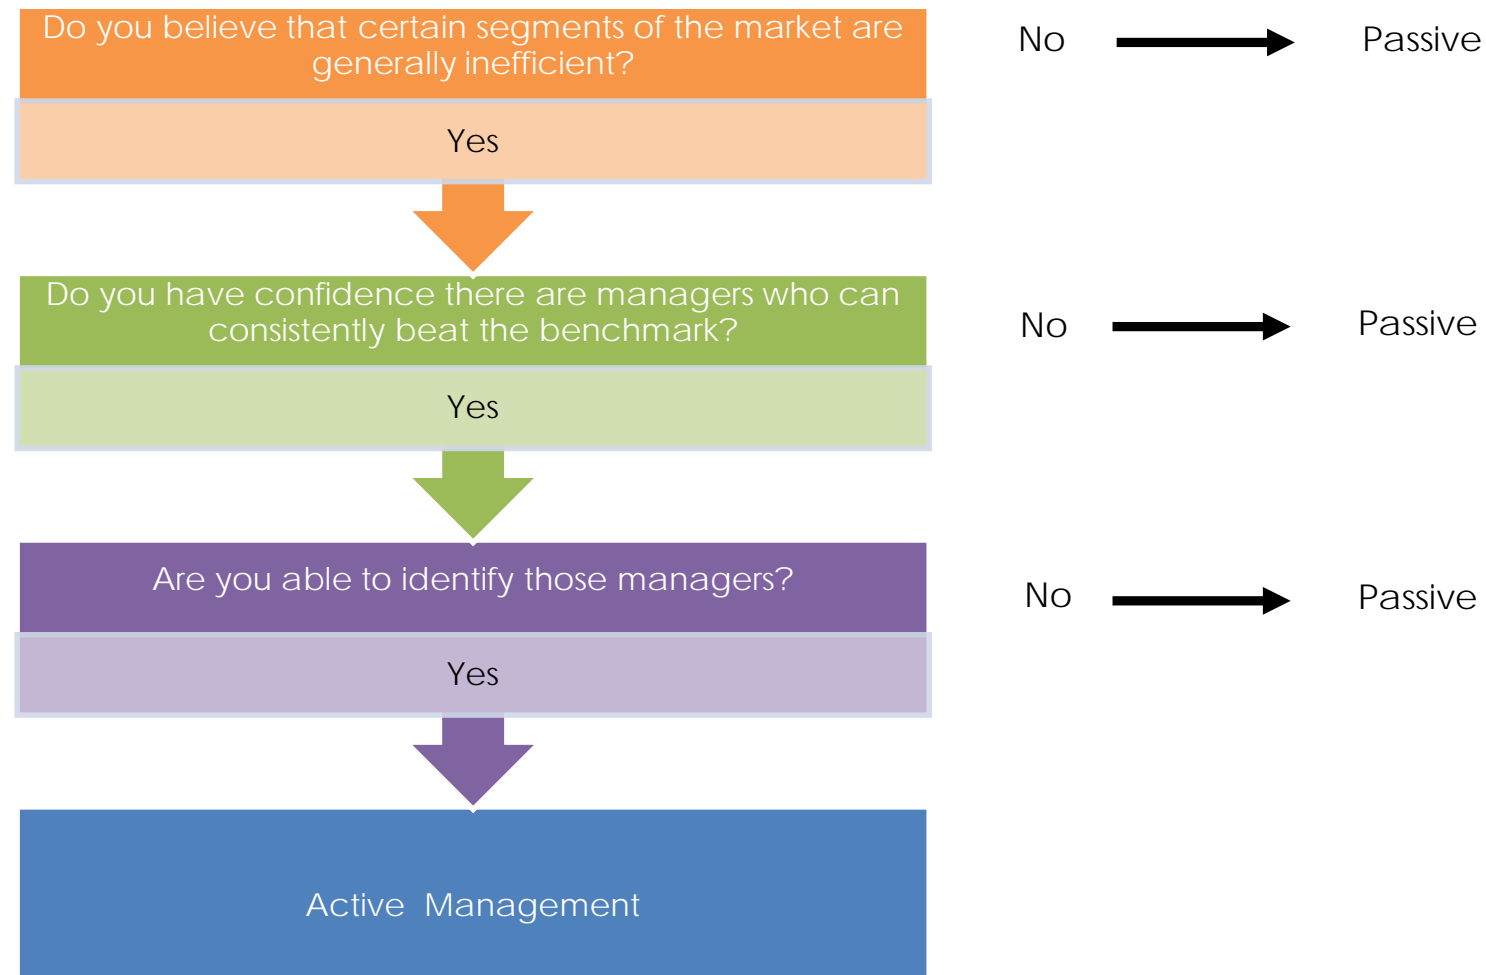 Do you believe that certain segments of the market are
generally inefficient?
No
Passive
Yes
Do you have confidence there are managers who can
consistently beat the benchmark?
No
Passive
Yes
Are you able to identify those managers?
No
Passive
Yes
Active Management